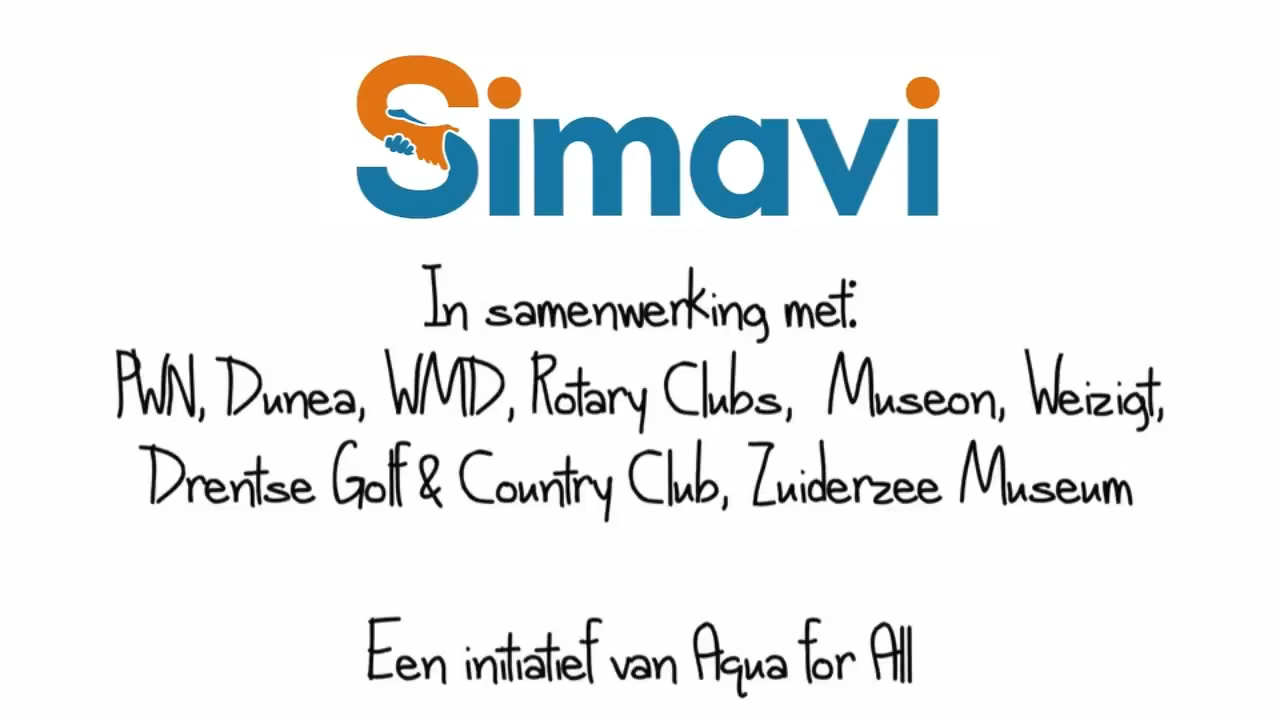 Simavi
In samenwerking met:
PWN, Dunea, WMD, Rotary Clubs, Museon, Weizigt,
Drentse Golf & Country Club, Zuiderzee Museum
Een initiatief van Aqua for All